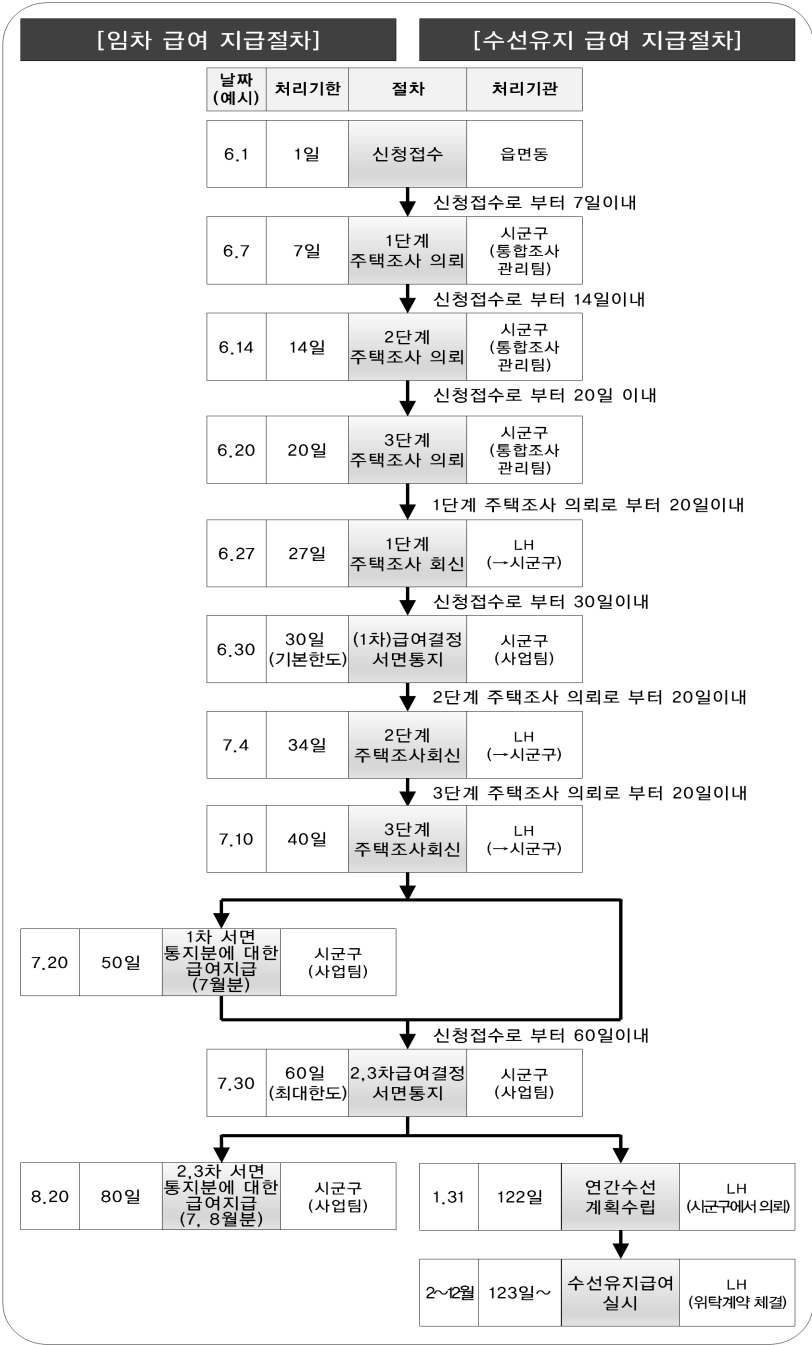 [임차 급여 지급절차]
[수선유지 급여 지급절차]
날짜
(예시)
처리기한
절차
처리기관
6.1
1일
신청접수
읍면동
신청접수로 부터 7일이내
6.7
7일
1단계
주택조사 의뢰
시군구
(통합조사
관리팀)
신청접수로 부터 14일이내
6.14
14일
2단계
주택조사 의뢰
시군구
(통합조사
관리팀)
신청접수로 부터 20일 이내
6.20
20일
3단계
주택조사 의뢰
시군구
(통합조사
관리팀)
1단계 주택조사 의뢰로 부터 20일이내
6.27
27일
1단계
주택조사 회신
LH
(→시군구)
신청접수로 부터 30일이내
6.30
30일
(기본한도)
(1차)급여결정
서면통지
시군구
(사업팀)
2단계 주택조사 의뢰로 부터 20일이내
7.4
34일
2단계
주택조사회신
LH
(→시군구)
3단계 주택조사 의뢰로 부터 20일이내
7.10
40일
3단계
주택조사회신
LH
(→시군구)
7.20
50일
1차 서면
통지분에 대한
급여지급
(7월분)
시군구
(사업팀)
신청접수로 부터 60일이내
7.30
60일
(최대한도)
2,3차급여결정
서면통지
시군구
(사업팀)
8.20
80일
2,3차 서면
통지분에 대한
급여지급
(7, 8월분)
시군구
(사업팀)
1.31
122일
연간수선
계획수립
LH
(시군구에서 의뢰)
2~12월
123일~
수선유지급여
실시
LH
(위탁계약 체결)